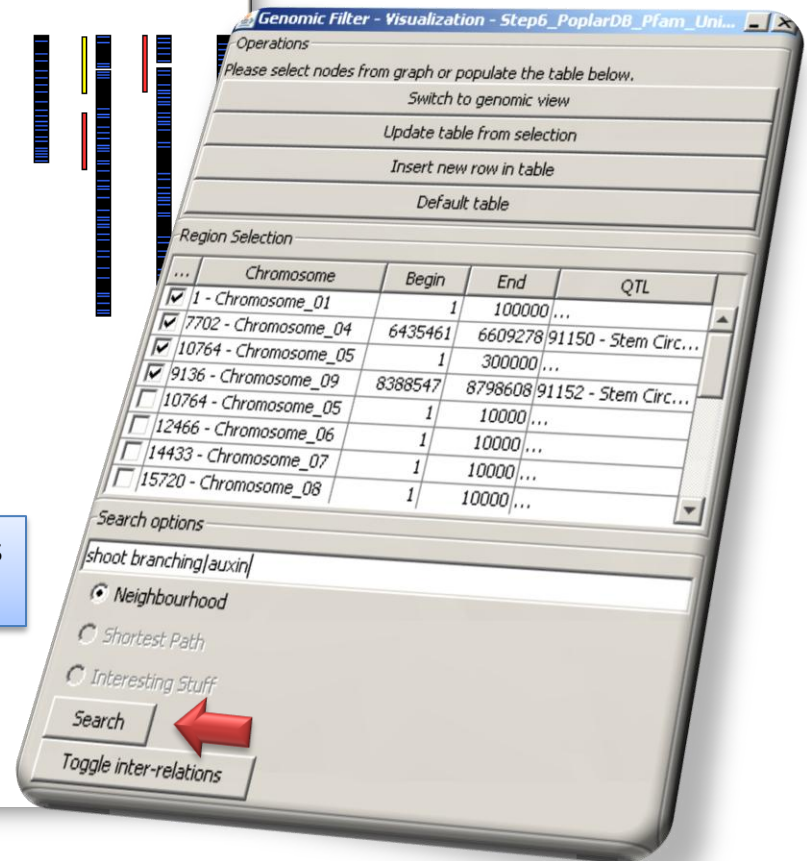 Genomic Filter - Visualization - Step6_PoplarDB_Pfam_Uni...
Operations
Please select nodes from graph or populate the table below.
Switch to genomic view
Update table from selection
Insert new row in table
Default table
Region Selection
... Chromosome Begin End QTL
1 - Chromosome_01 1 100000 ...
7702 - Chromosome_04 6435461 6609278 91150 - Stem Circ...
10764 - Chromosome_05 1 300000 ...
9136 - Chromosome_09 8388547 8798608 91152 - Stem Circ...
10764 - Chromosome_05 1 10000 ...
12466 - Chromosome_06 1 10000 ...
14433 - Chromosome_07 1 10000 ...
15720 - Chromosome_08 1 10000 ...
Search options
s
shoot branching|auxin
Neighbourhood
Shortest Path
Interesting Stuff
Search
Toggle inter-relations